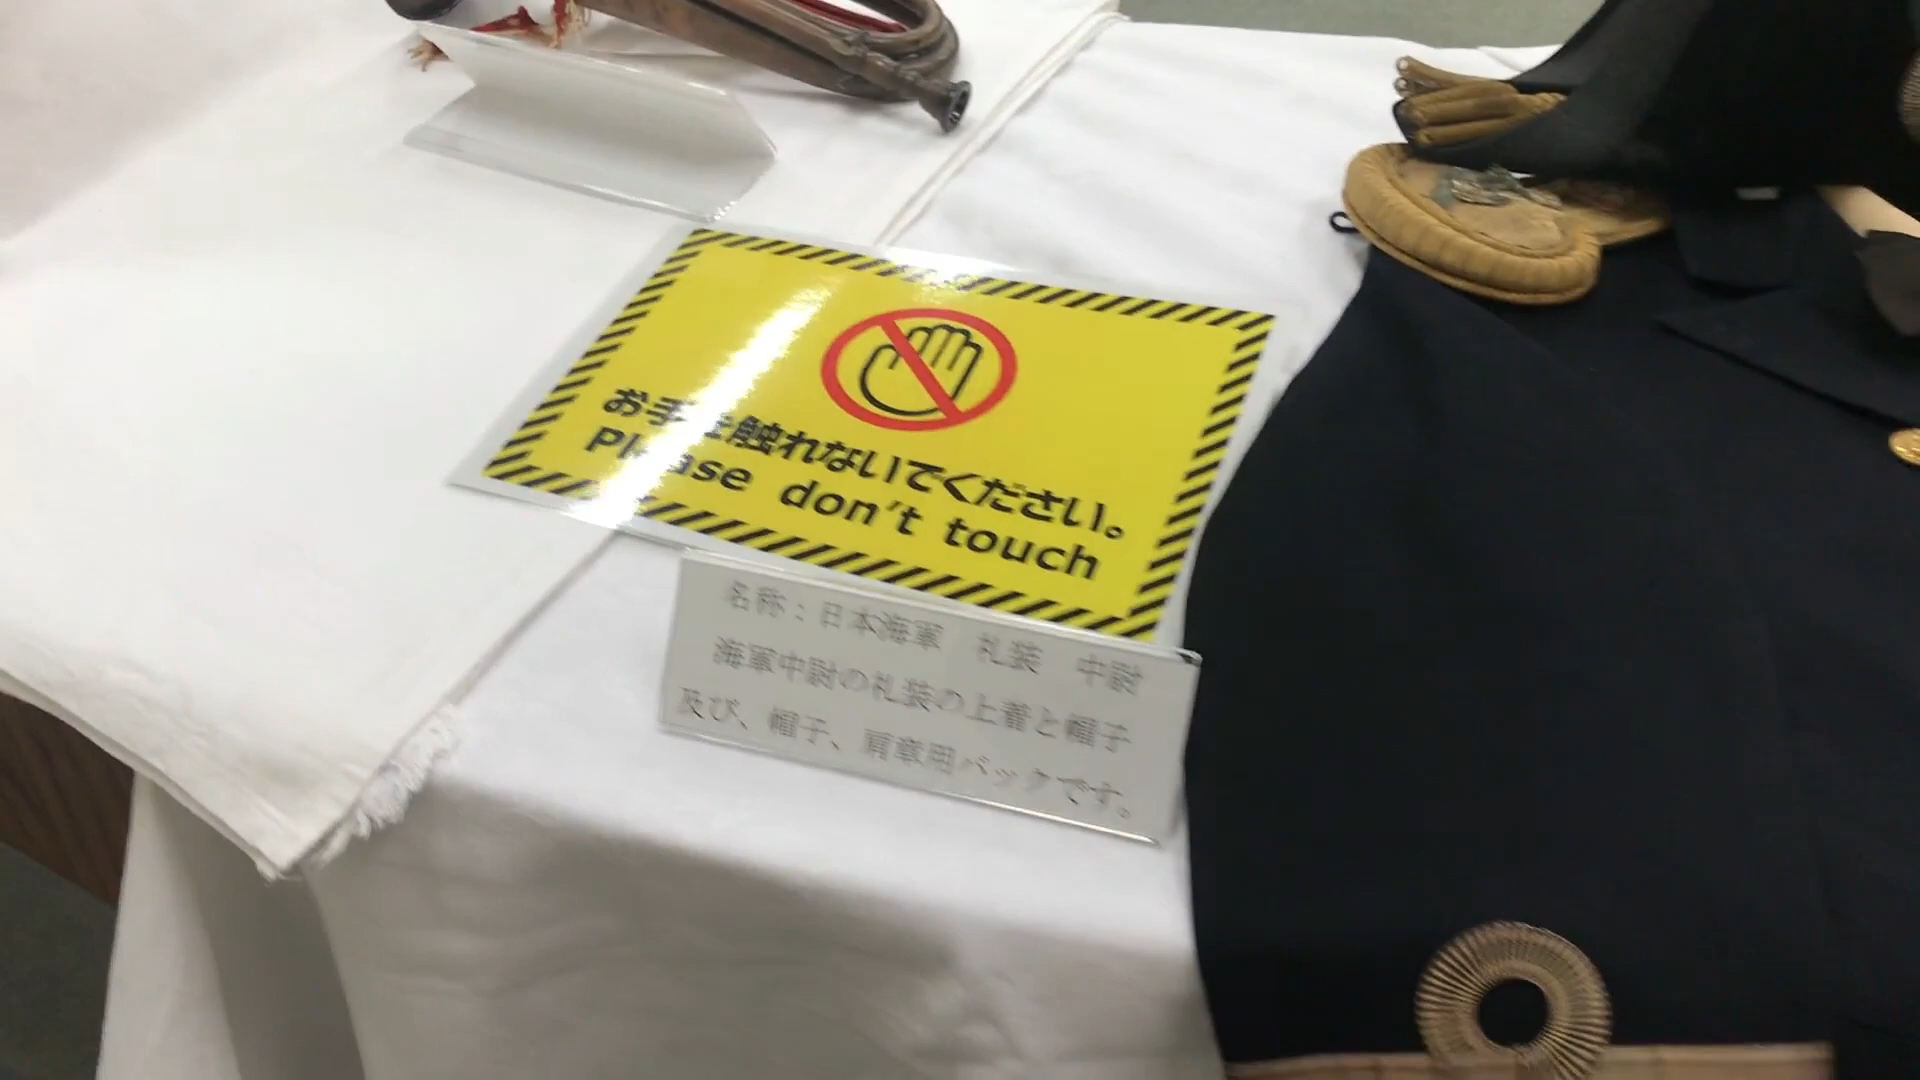 お手を触れないでください。
Please don't touch
名称：日本海軍　礼装　中尉
海軍中尉の礼装の上着と帽子
及び、帽子、肩章用バックです。